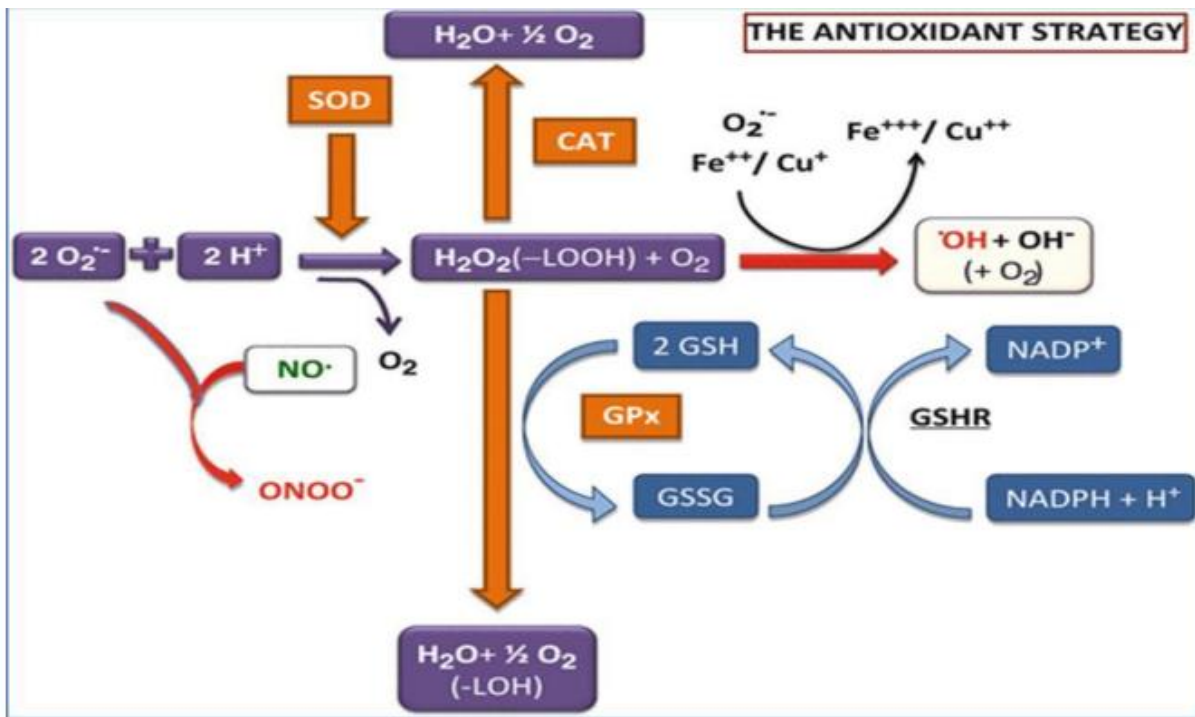 H₂O+ ½ O₂
THE ANTIOXIDANT STRATEGY
SOD
CAT
O₂˙⁻
Fe⁺⁺/ Cu⁺
Fe⁺⁺⁺/ Cu⁺⁺
2 O₂˙⁻ + 2 H⁺
H₂O₂(–LOOH) + O₂
˙OH + OH⁻
(+ O₂)
O₂
NO˙
ONOO⁻
2 GSH
NADP⁺
GPx
GSHR
GSSG
NADPH + H⁺
H₂O+ ½ O₂
(-LOH)